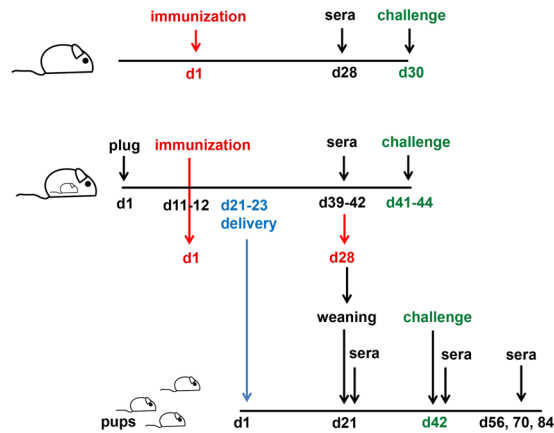 immunization sera challenge
d1 d28 d30
plug immunization sera challenge
d1 d11-12 d21-23 d39-42 d41-44
delivery
d1 d28
weaning challenge
sera sera sera
pups d1 d21 d42 d56, 70, 84